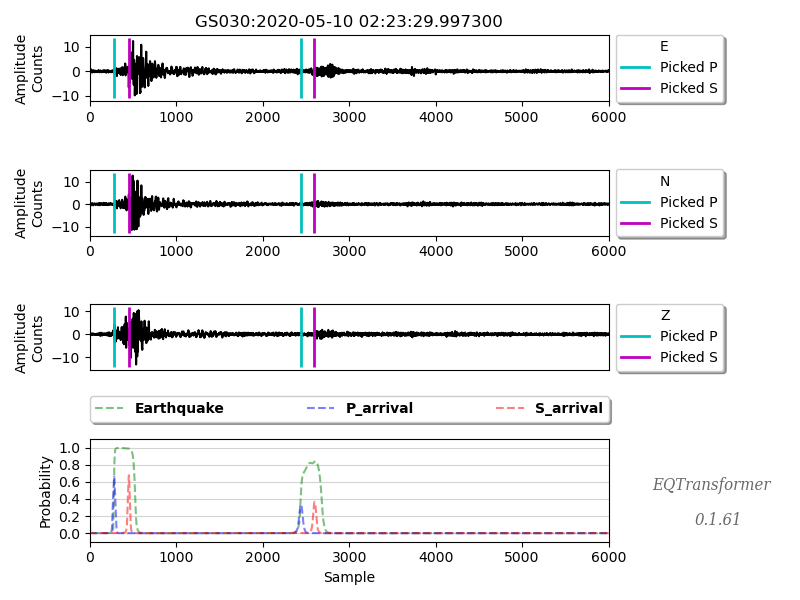 GS030:2020-05-10 02:23:29.997300
Amplitude
Counts
10
0
−10
0 1000 2000 3000 4000 5000 6000
E
Picked P
Picked S
Amplitude
Counts
10
0
−10
0 1000 2000 3000 4000 5000 6000
N
Picked P
Picked S
Amplitude
Counts
10
0
−10
0 1000 2000 3000 4000 5000 6000
Z
Picked P
Picked S
Earthquake P_arrival S_arrival
Probability
1.0
0.8
0.6
0.4
0.2
0.0
0 1000 2000 3000 4000 5000 6000
Sample
EQTransformer
0.1.61